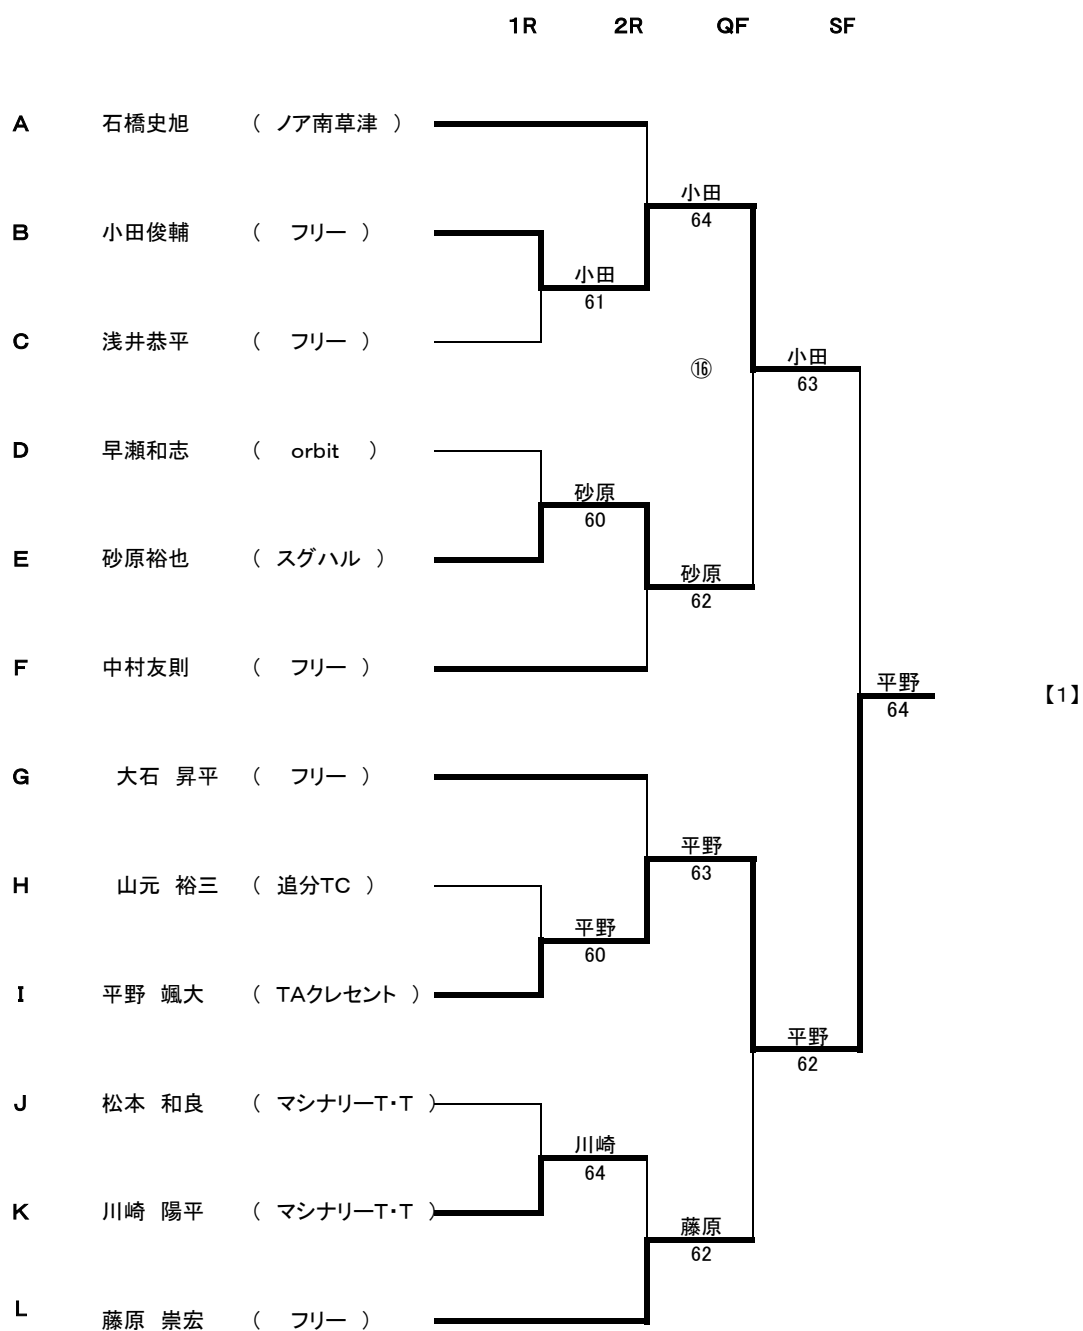 1R 2R QF SF
A 石橋史旭 ( ノア南草津 )
小田
64
B 小田俊輔 ( フリー )
小田
61
C 浅井恭平 ( フリー )
⑯
小田
63
D 早瀬和志 ( orbit )
砂原
60
E 砂原裕也 ( スグハル )
砂原
62
F 中村友則 ( フリー )
平野
64
【1】
G 大石 昇平 ( フリー )
平野
63
H 山元 裕三 ( 追分TC )
平野
60
I 平野 颯大 ( TAクレセント )
平野
62
J 松本 和良 ( マシナリーT・T )
川崎
64
K 川崎 陽平 ( マシナリーT・T )
藤原
62
L 藤原 崇宏 ( フリー )